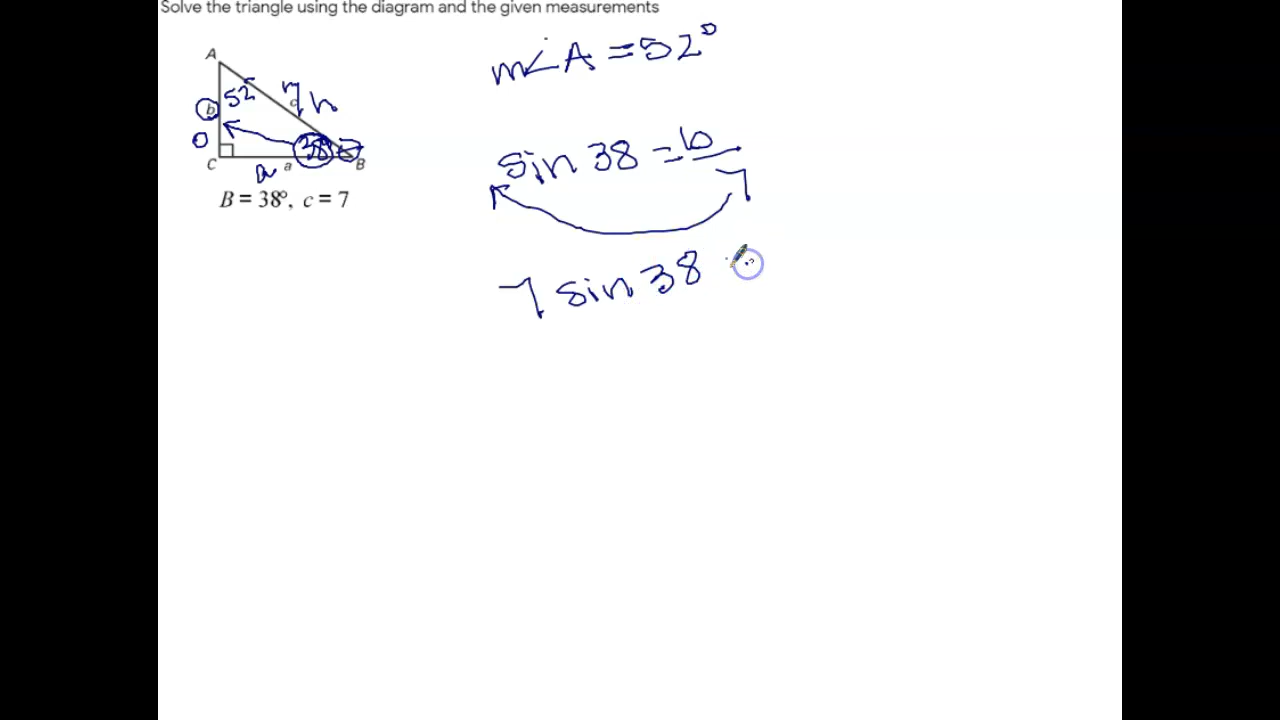 Solve the triangle using the diagram and the given measurements
m∠A = 52°
A
52
7 h
b
c
sin 38 = b/7
O
38
C
a
a
B
B = 38°, c = 7
7 sin 38